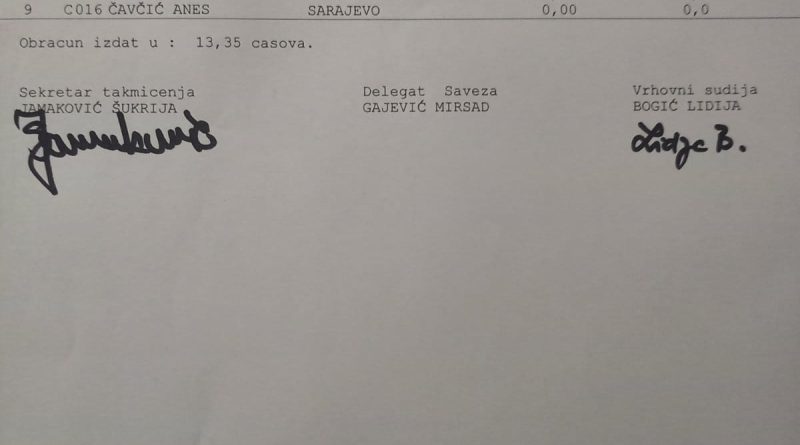 9 C016 ČAVČIĆ ANES SARAJEVO 0,00 0,0
Obracun izdat u : 13,35 casova.
Sekretar takmicenja Delegat Saveza Vrhovni sudija
JAMAKOVIĆ ŠUKRIJA GAJEVIĆ MIRSAD BOGIĆ LIDIJA
Lidija B.